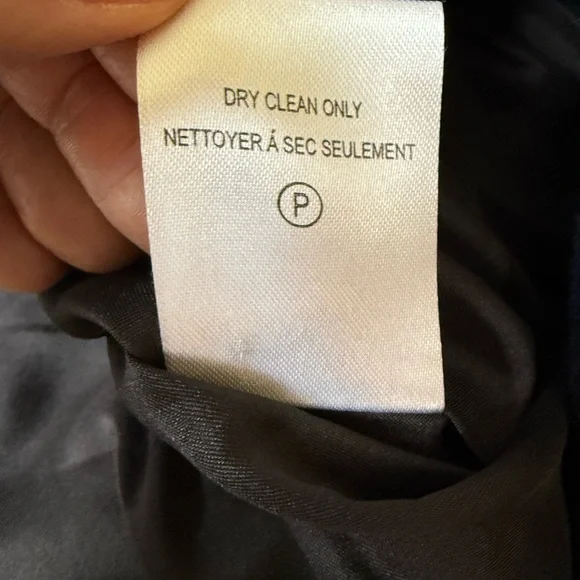 DRY CLEAN ONLY
NETTOYER Á SEC SEULEMENT
P